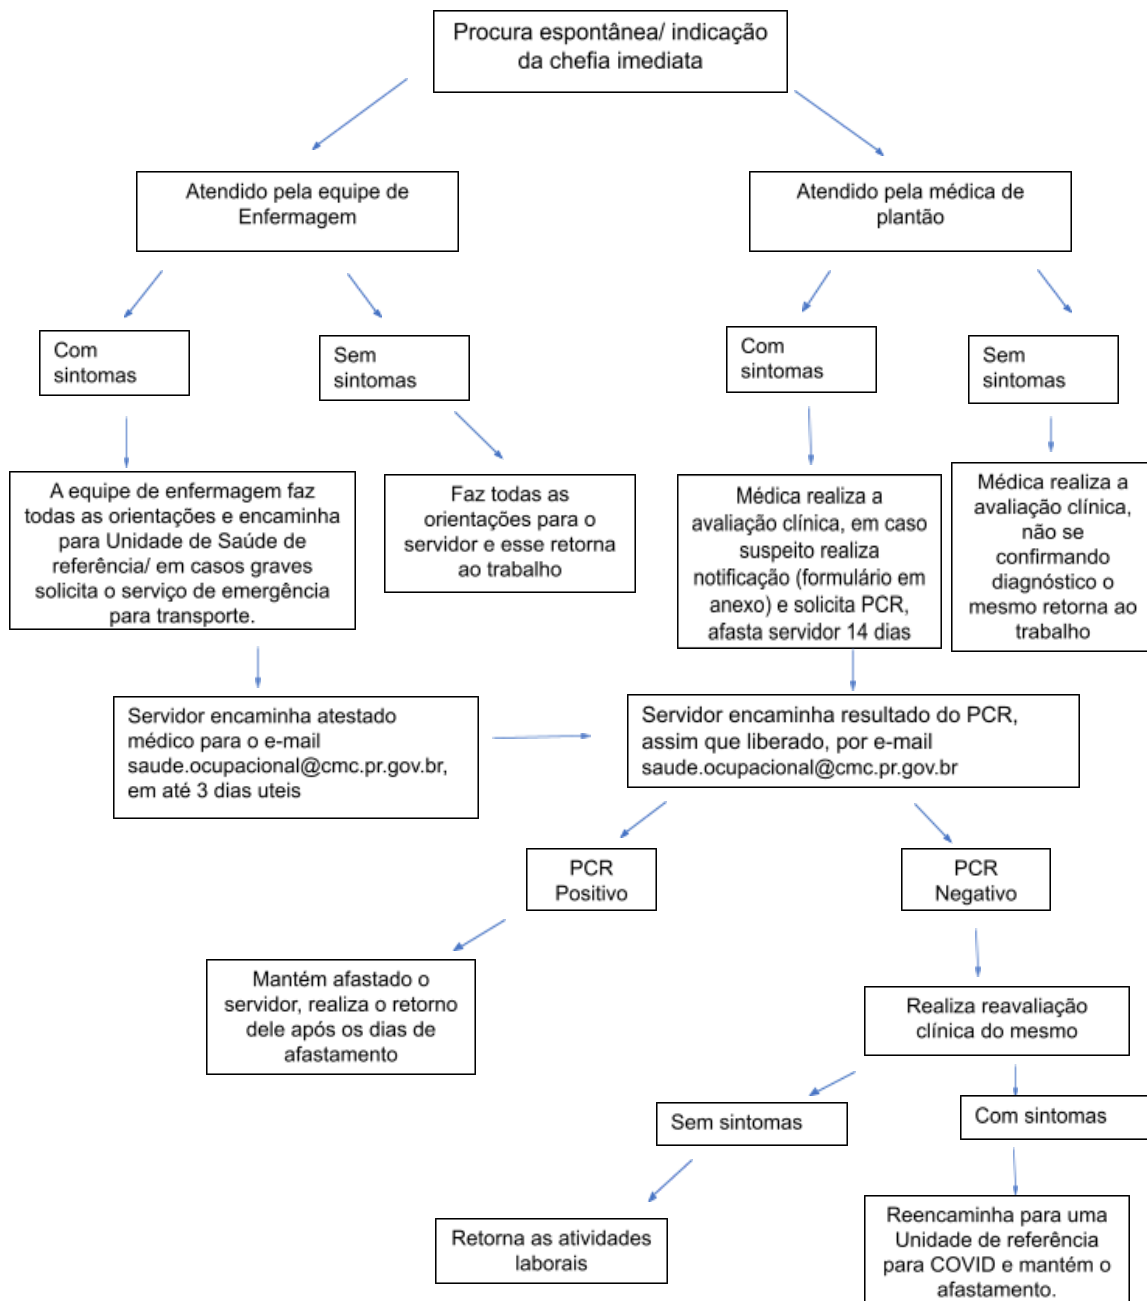 Procura espontânea/ indicação
da chefia imediata
Atendido pela equipe de
Enfermagem
Atendido pela médica de
plantão
Com
sintomas
Sem
sintomas
Com
sintomas
Sem
sintomas
A equipe de enfermagem faz
todas as orientações e encaminha
para Unidade de Saúde de
referência/ em casos graves
solicita o serviço de emergência
para transporte.
Faz todas as
orientações para o
servidor e esse retorna
ao trabalho
Médica realiza a
avaliação clínica, em caso
suspeito realiza
notificação (formulário em
anexo) e solicita PCR,
afasta servidor 14 dias
Médica realiza a
avaliação clínica,
não se
confirmando
diagnóstico o
mesmo retorna ao
trabalho
Servidor encaminha atestado
médico para o e-mail
saude.ocupacional@cmc.pr.gov.br,
em até 3 dias uteis
Servidor encaminha resultado do PCR,
assim que liberado, por e-mail
saude.ocupacional@cmc.pr.gov.br
PCR
Positivo
PCR
Negativo
Mantém afastado o
servidor, realiza o retorno
dele após os dias de
afastamento
Realiza reavaliação
clínica do mesmo
Sem sintomas
Com sintomas
Retorna as atividades
laborais
Reencaminha para uma
Unidade de referência
para COVID e mantém o
afastamento.